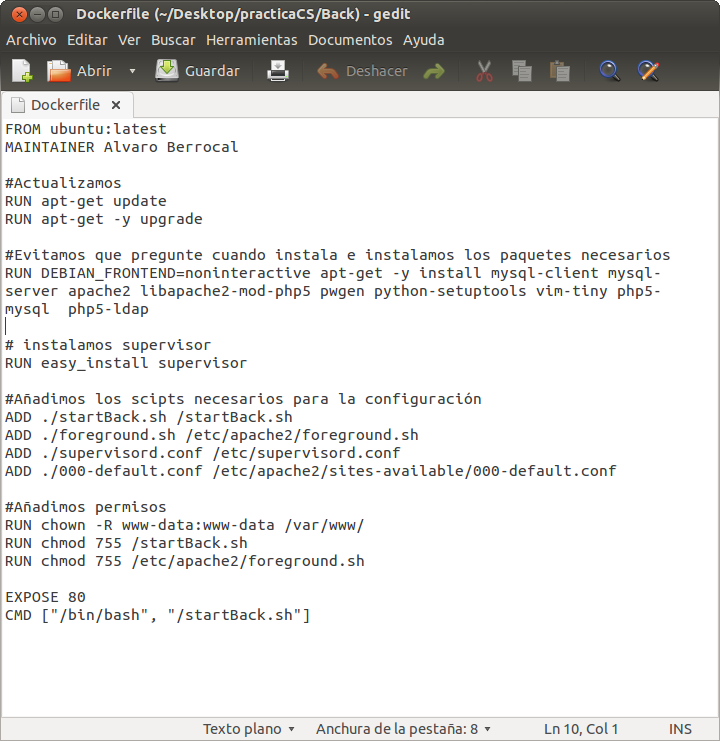 Dockerfile (~/Desktop/practicaCS/Back) - gedit
Archivo Editar Ver Buscar Herramientas Documentos Ayuda
Abrir Guardar Deshacer
Dockerfile
FROM ubuntu:latest
MAINTAINER Alvaro Berrocal
#Actualizamos
RUN apt-get update
RUN apt-get -y upgrade
#Evitamos que pregunte cuando instala e instalamos los paquetes necesarios
RUN DEBIAN_FRONTEND=noninteractive apt-get -y install mysql-client mysql-
server apache2 libapache2-mod-php5 pwgen python-setuptools vim-tiny php5-
mysql  php5-ldap
# instalamos supervisor
RUN easy_install supervisor
#Añadimos los scipts necesarios para la configuración
ADD ./startBack.sh /startBack.sh
ADD ./foreground.sh /etc/apache2/foreground.sh
ADD ./supervisord.conf /etc/supervisord.conf
ADD ./000-default.conf /etc/apache2/sites-available/000-default.conf
#Añadimos permisos
RUN chown -R www-data:www-data /var/www/
RUN chmod 755 /startBack.sh
RUN chmod 755 /etc/apache2/foreground.sh
EXPOSE 80
CMD ["/bin/bash", "/startBack.sh"]
Texto plano Anchura de la pestaña: 8 Ln 10, Col 1 INS